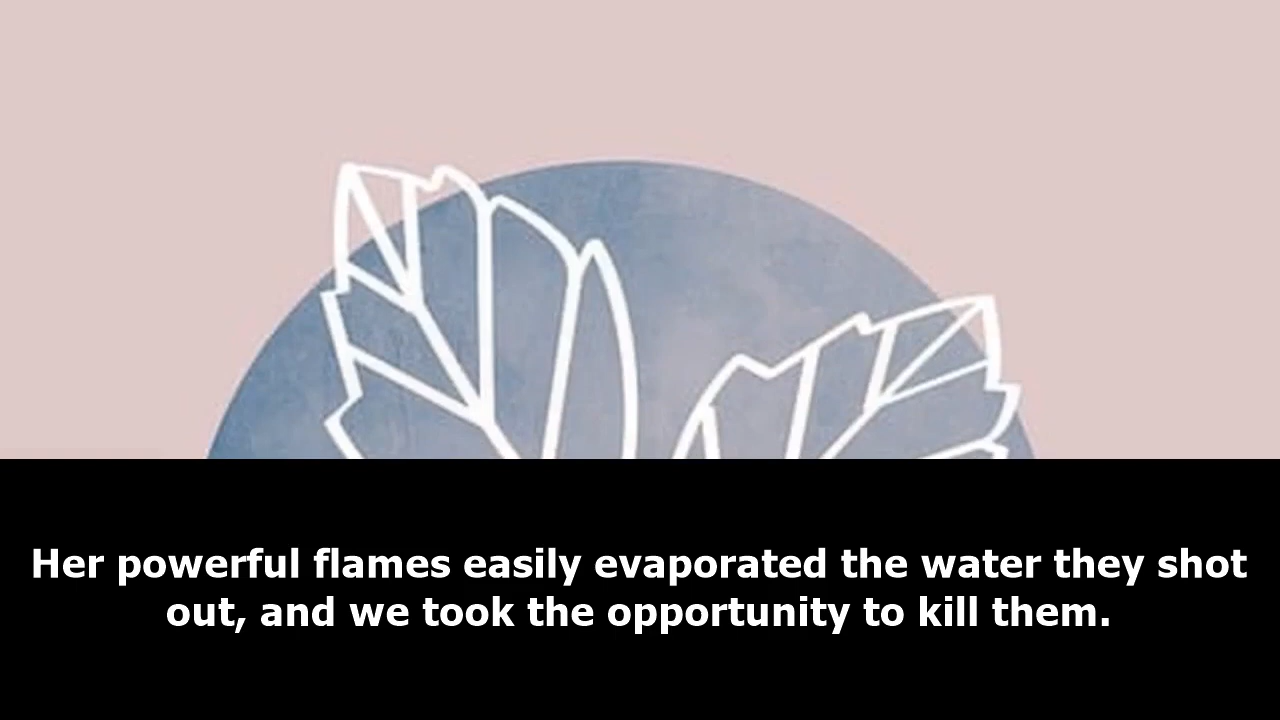 Her powerful flames easily evaporated the water they shot
out, and we took the opportunity to kill them.